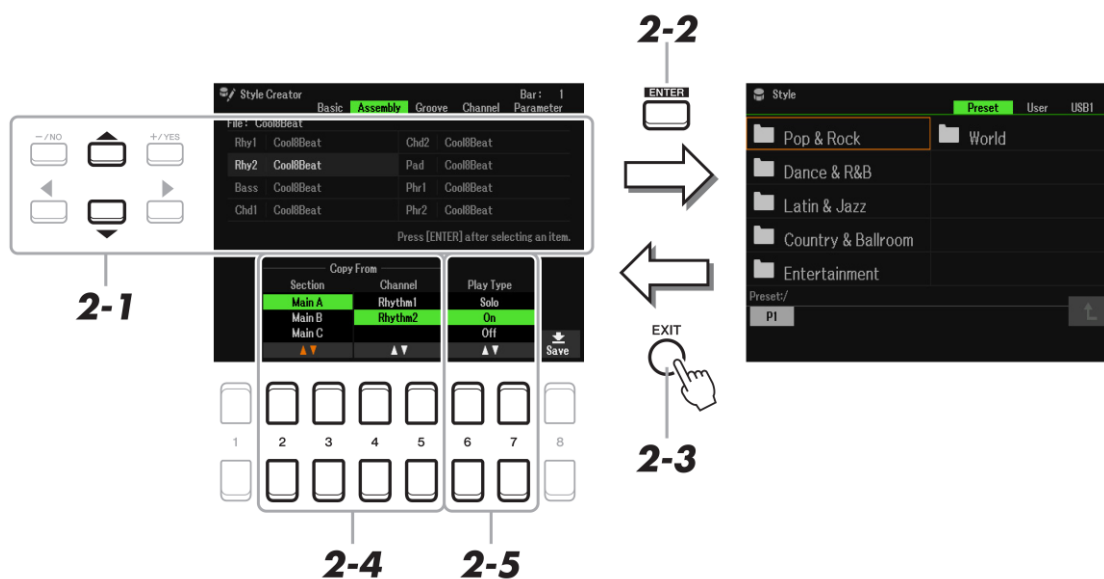 2-2
ENTER
Style Creator
Bar: 1
Basic Assembly Groove Channel Parameter
File: Cool8Beat
Rhy1 Cool8Beat Chd2 Cool8Beat
Rhy2 Cool8Beat Pad Cool8Beat
Bass Cool8Beat Phr1 Cool8Beat
Chd1 Cool8Beat Phr2 Cool8Beat
Press [ENTER] after selecting an item.
-/NO
+/YES
2-1
Copy From
Section Channel Play Type
Main A Rhythm1 Solo
Main B Rhythm2 On
Main C Off
Save
1 2 3 4 5 6 7 8
2-4
2-5
EXIT
2-3
Style
Preset User USB1
Pop & Rock World
Dance & R&B
Latin & Jazz
Country & Ballroom
Entertainment
Preset:/
P1